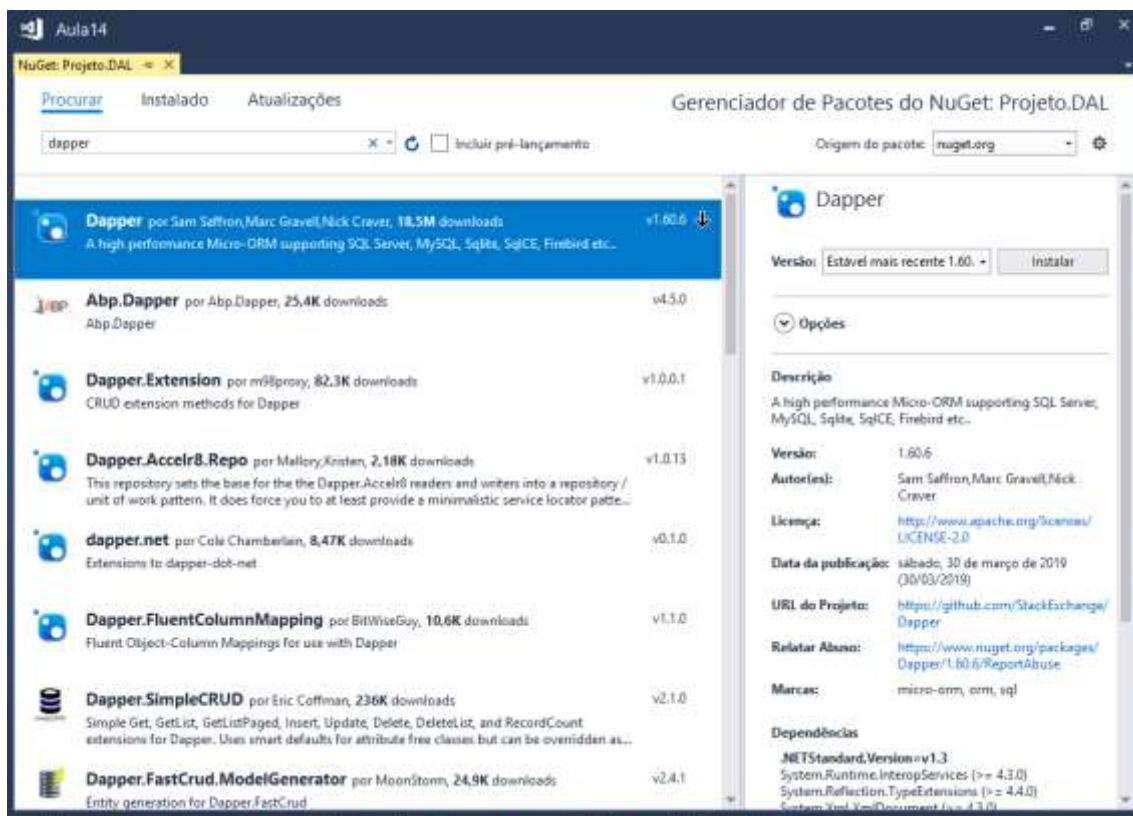 Aula14
NuGet: Projeto.DAL
Procurar Instalado Atualizações
Gerenciador de Pacotes do NuGet: Projeto.DAL
dapper
Incluir pré-lançamento
Origem do pacote: nuget.org
Dapper por Sam Saffron,Marc Gravell,Nick Craver, 18,5M downloads v1.60.6
A high performance Micro-ORM supporting SQL Server, MySQL, Sqlite, SqlCE, Firebird etc..
Abp.Dapper por Abp.Dapper, 25,4K downloads v4.5.0
Abp.Dapper
Dapper.Extension por m98proxy, 82,3K downloads v1.0.0.1
CRUD extension methods for Dapper
Dapper.Accelr8.Repo por Mallory,Kristen, 2,18K downloads v1.0.13
This repository sets the base for the the Dapper.Accelr8 readers and writers into a repository /
unit of work pattern. It does force you to at least provide a minimalistic service locator patte...
dapper.net por Cole Chamberlain, 8,47K downloads v0.1.0
Extensions to dapper-dot-net
Dapper.FluentColumnMapping por BitWiseGuy, 10,6K downloads v1.1.0
Fluent Object-Column Mappings for use with Dapper
Dapper.SimpleCRUD por Eric Coffman, 236K downloads v2.1.0
Simple Get, GetList, GetListPaged, Insert, Update, Delete, DeleteList, and RecordCount
extensions for Dapper. Uses smart defaults for attribute free classes but can be overridden as...
Dapper.FastCrud.ModelGenerator por MoonStorm, 24,9K downloads v2.4.1
Entity generation for Dapper.FastCrud
Dapper
Versão: Estável mais recente 1.60. Instalar
Opções
Descrição
A high performance Micro-ORM supporting SQL Server,
MySQL, Sqlite, SqlCE, Firebird etc..
Versão: 1.60.6
Autor(es): Sam Saffron,Marc Gravell,Nick
Craver
Licença: http://www.apache.org/licenses/
LICENSE-2.0
Data da publicação: sábado, 30 de março de 2019
(30/03/2019)
URL do Projeto: https://github.com/StackExchange/
Dapper
Relatar Abuso: https://www.nuget.org/packages/
Dapper/1.60.6/ReportAbuse
Marcas: micro-orm, orm, sql
Dependências
.NETStandard,Version=v1.3
System.Runtime.InteropServices (>= 4.3.0)
System.Reflection.TypeExtensions (>= 4.4.0)
System.Xml.XmlDocument (>= 4.3.0)